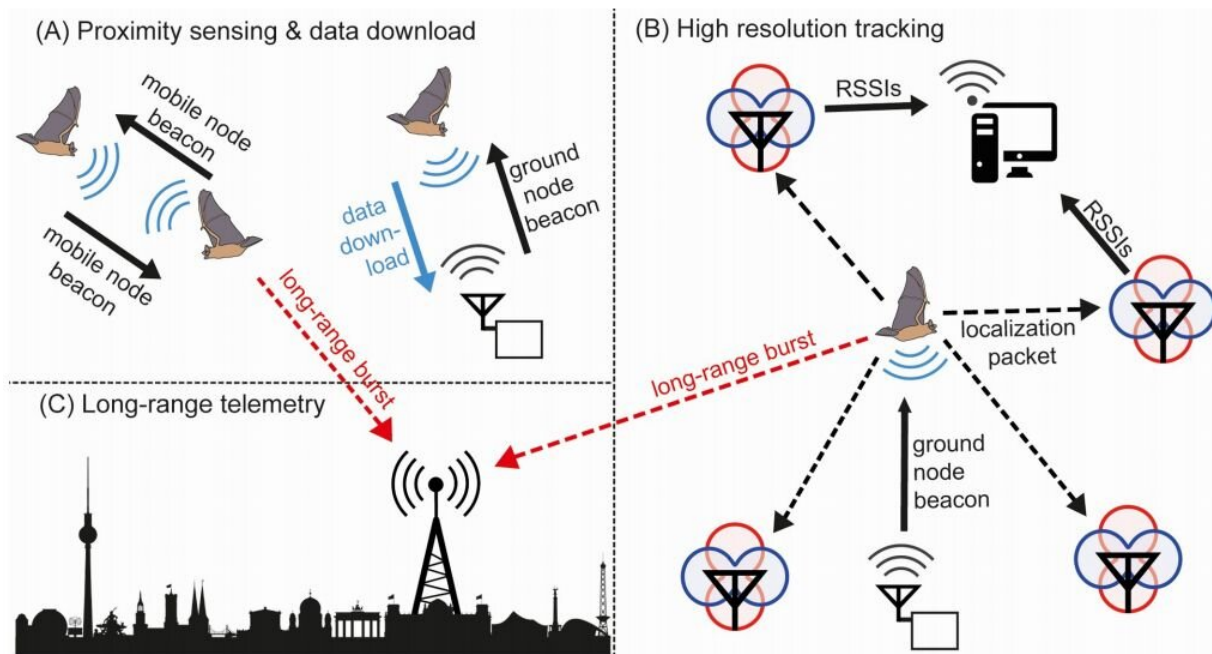 (A) Proximity sensing & data download
mobile node
beacon
mobile node
beacon
data
down-
load
ground
node
beacon
long-range burst
(B) High resolution tracking
RSSIs
RSSIs
localization
packet
long-range burst
ground
node
beacon
(C) Long-range telemetry